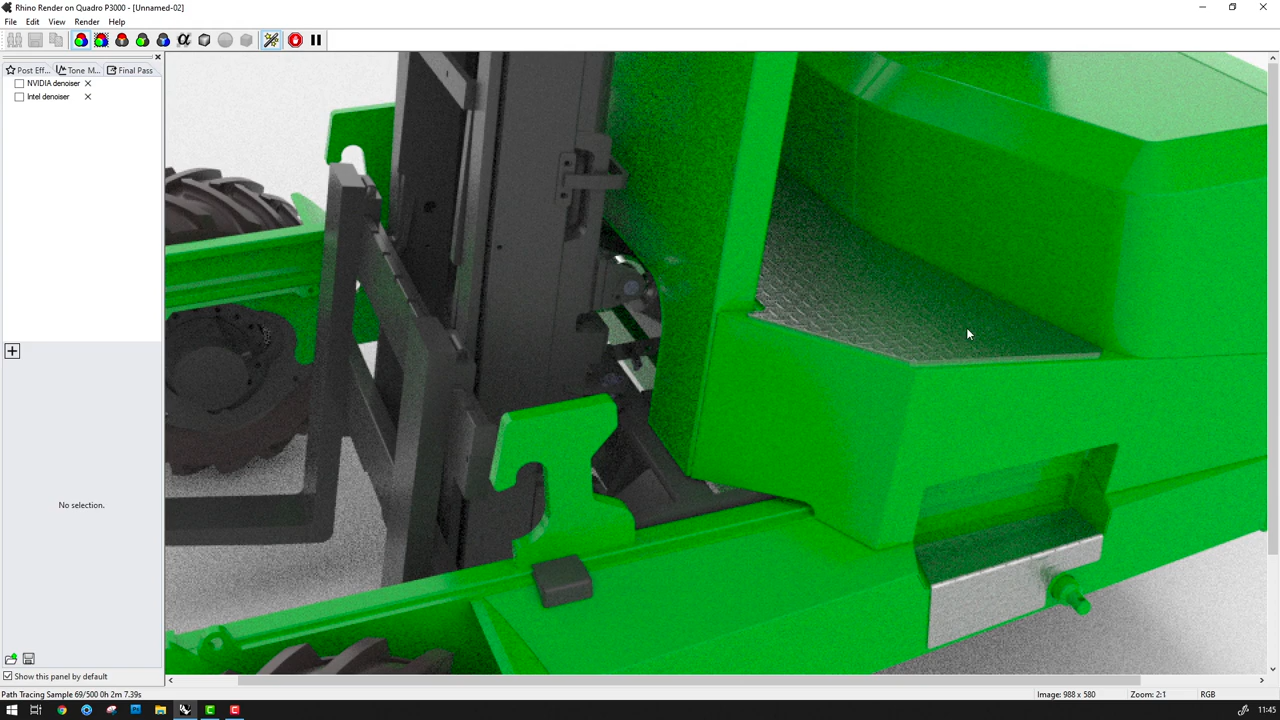 Rhino Render on Quadro P3000 - [Unnamed-02]
File Edit View Render Help
Post Eff... Tone M... Final Pass
NVIDIA denoiser
Intel denoiser
No selection.
Show this panel by default
Path Tracing Sample 69/500 0h 2m 7.39s Image: 988 x 580 Zoom: 2:1 RGB
11:45